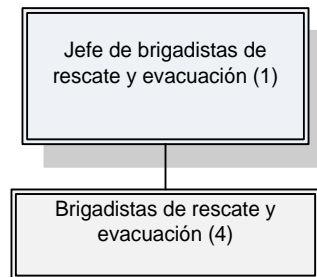 Jefe de brigadistas de
rescate y evacuación (1)
Brigadistas de rescate y
evacuación (4)